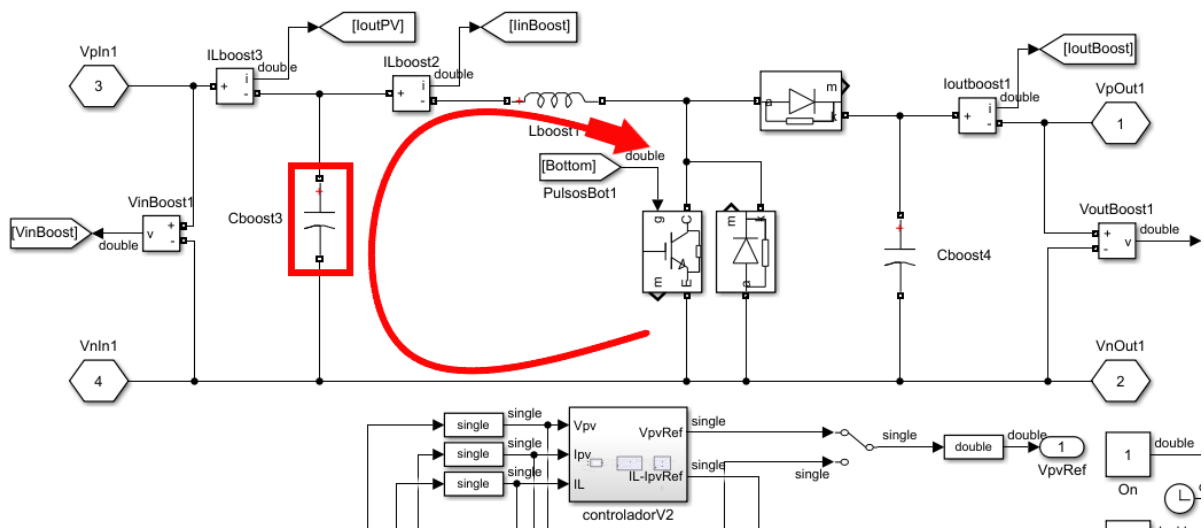 [IoutPV]
[IinBoost]
[IoutBoost]
VpIn1
3
ILboost3
+
i
-
double
ILboost2
+
i
-
double
Lboost1
+
a
m
k
Ioutboost1
+
i
-
double
VpOut1
1
[Bottom]
double
PulsosBot1
Cboost3
+
VinBoost1
[VinBoost]
double
v
+
-
g
C
m
E
m
k
a
Cboost4
+
VoutBoost1
+
-
v
double
VnIn1
4
VnOut1
2
single
single
single
single
single
single
Vpv
Ipv
IL
VpvRef
IL-IpvRef
controladorV2
single
single
single
single
double
double
1
VpvRef
1
On
double